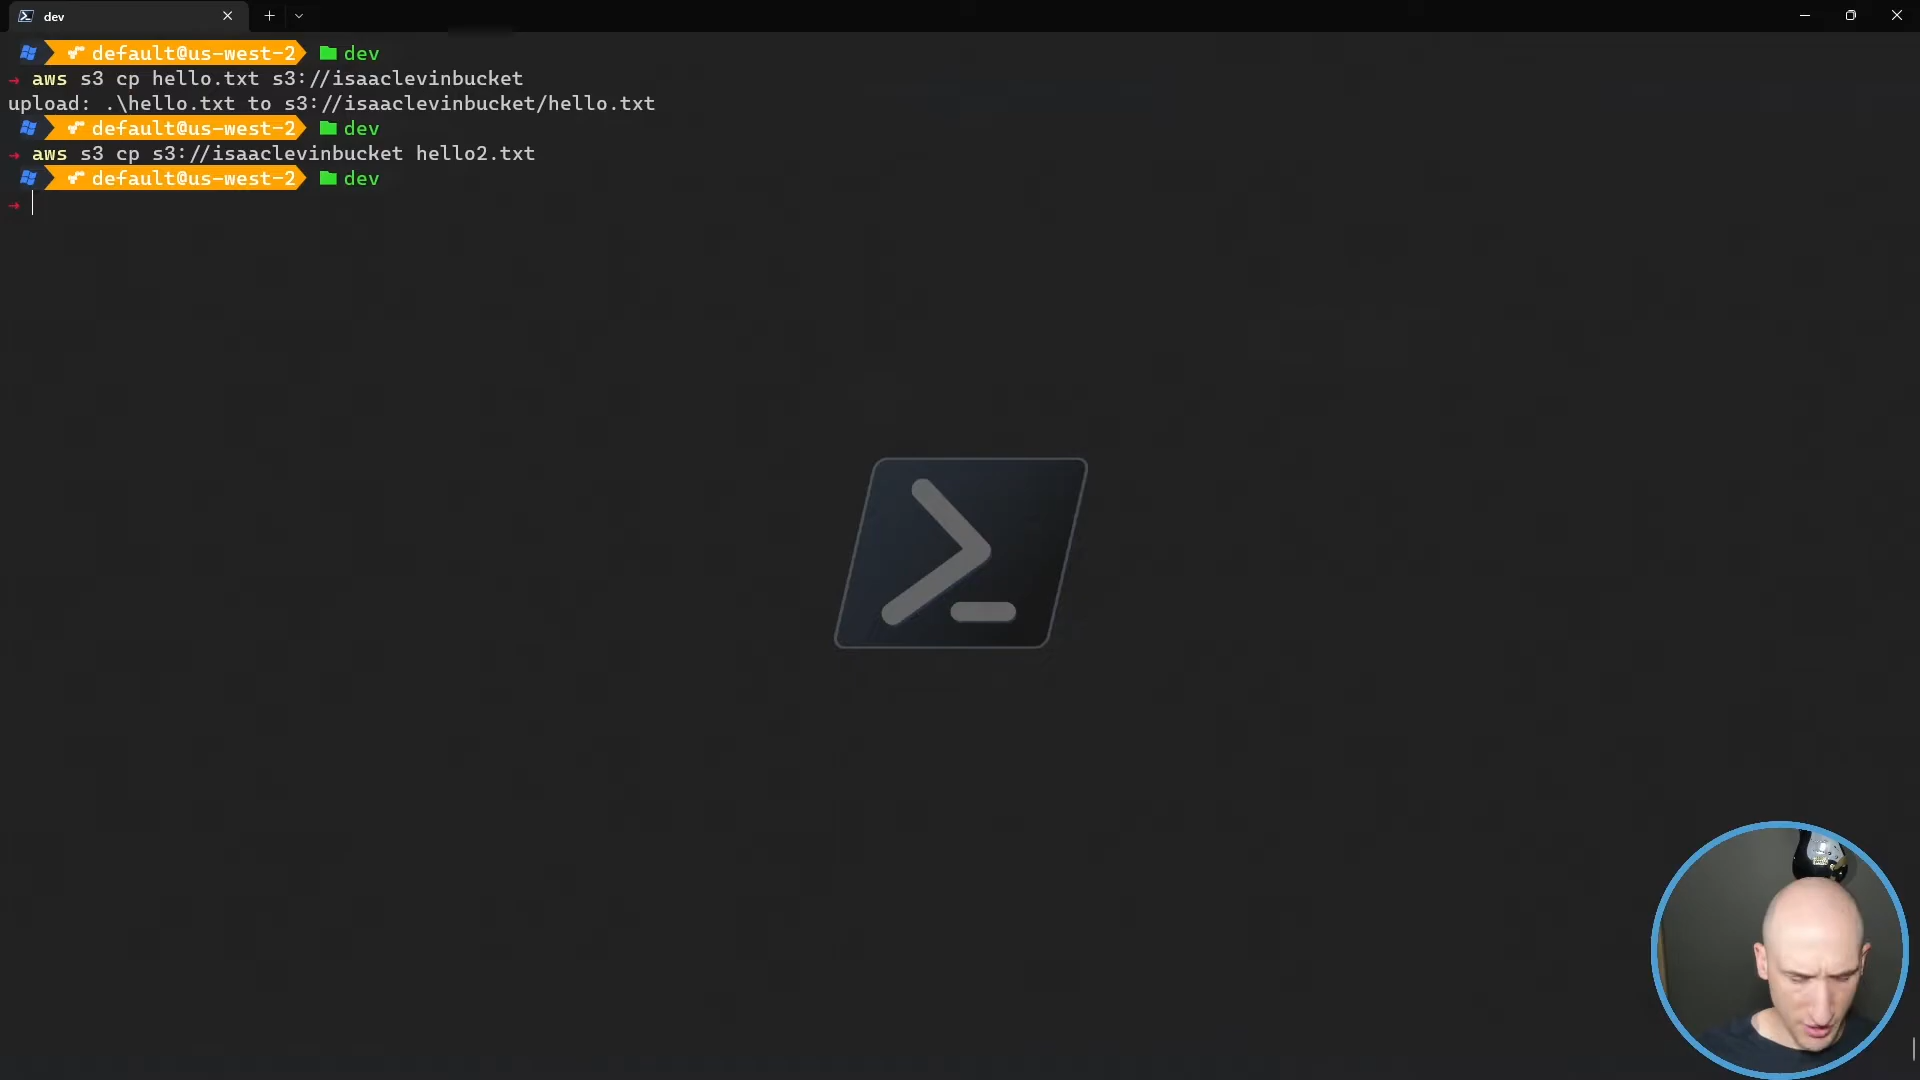 dev
default@us-west-2 dev
→ aws s3 cp hello.txt s3://isaaclevinbucket
upload: .\hello.txt to s3://isaaclevinbucket/hello.txt
default@us-west-2 dev
→ aws s3 cp s3://isaaclevinbucket hello2.txt
default@us-west-2 dev
→